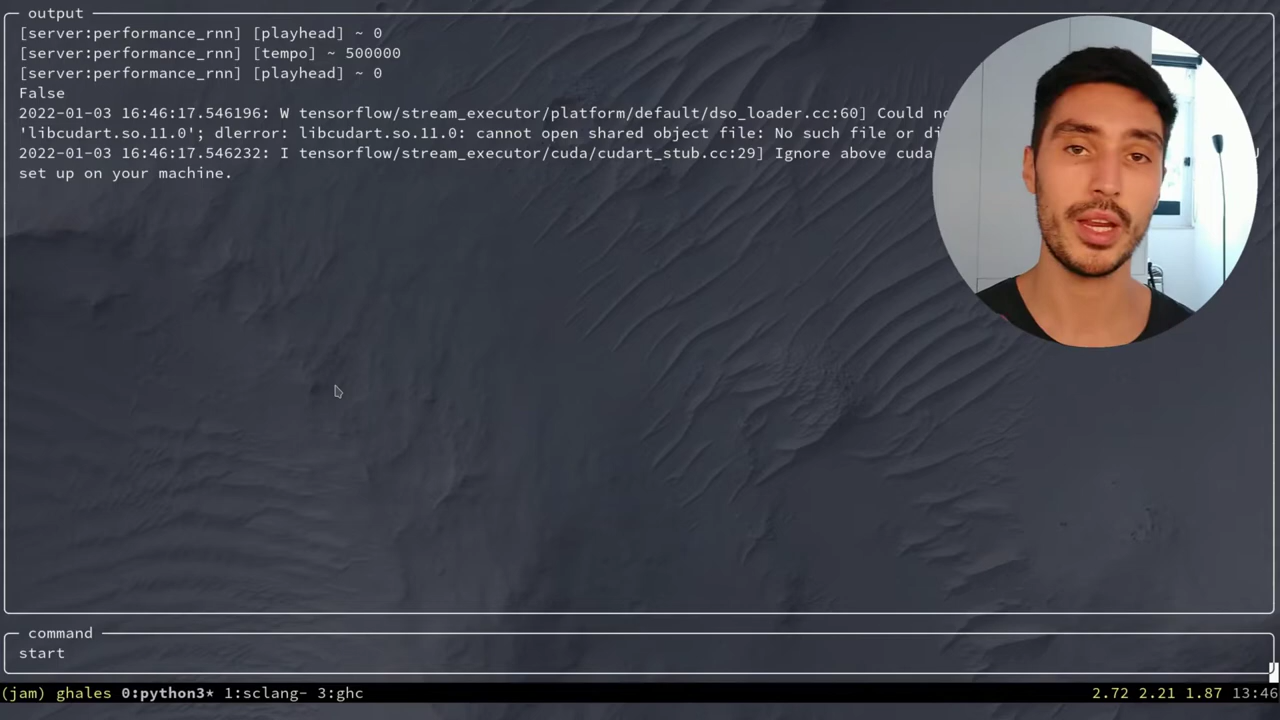 output
[server:performance_rnn] [playhead] ~ 0
[server:performance_rnn] [tempo] ~ 500000
[server:performance_rnn] [playhead] ~ 0
False
2022-01-03 16:46:17.546196: W tensorflow/stream_executor/platform/default/dso_loader.cc:60] Could
'libcudart.so.11.0'; dlerror: libcudart.so.11.0: cannot open shared object file: No such file or
2022-01-03 16:46:17.546232: I tensorflow/stream_executor/cuda/cudart_stub.cc:29] Ignore above cuda
set up on your machine.
command
start
(jam) ghales 0:python3* 1:sclang- 3:ghc 2.72 2.21 1.87 13:46